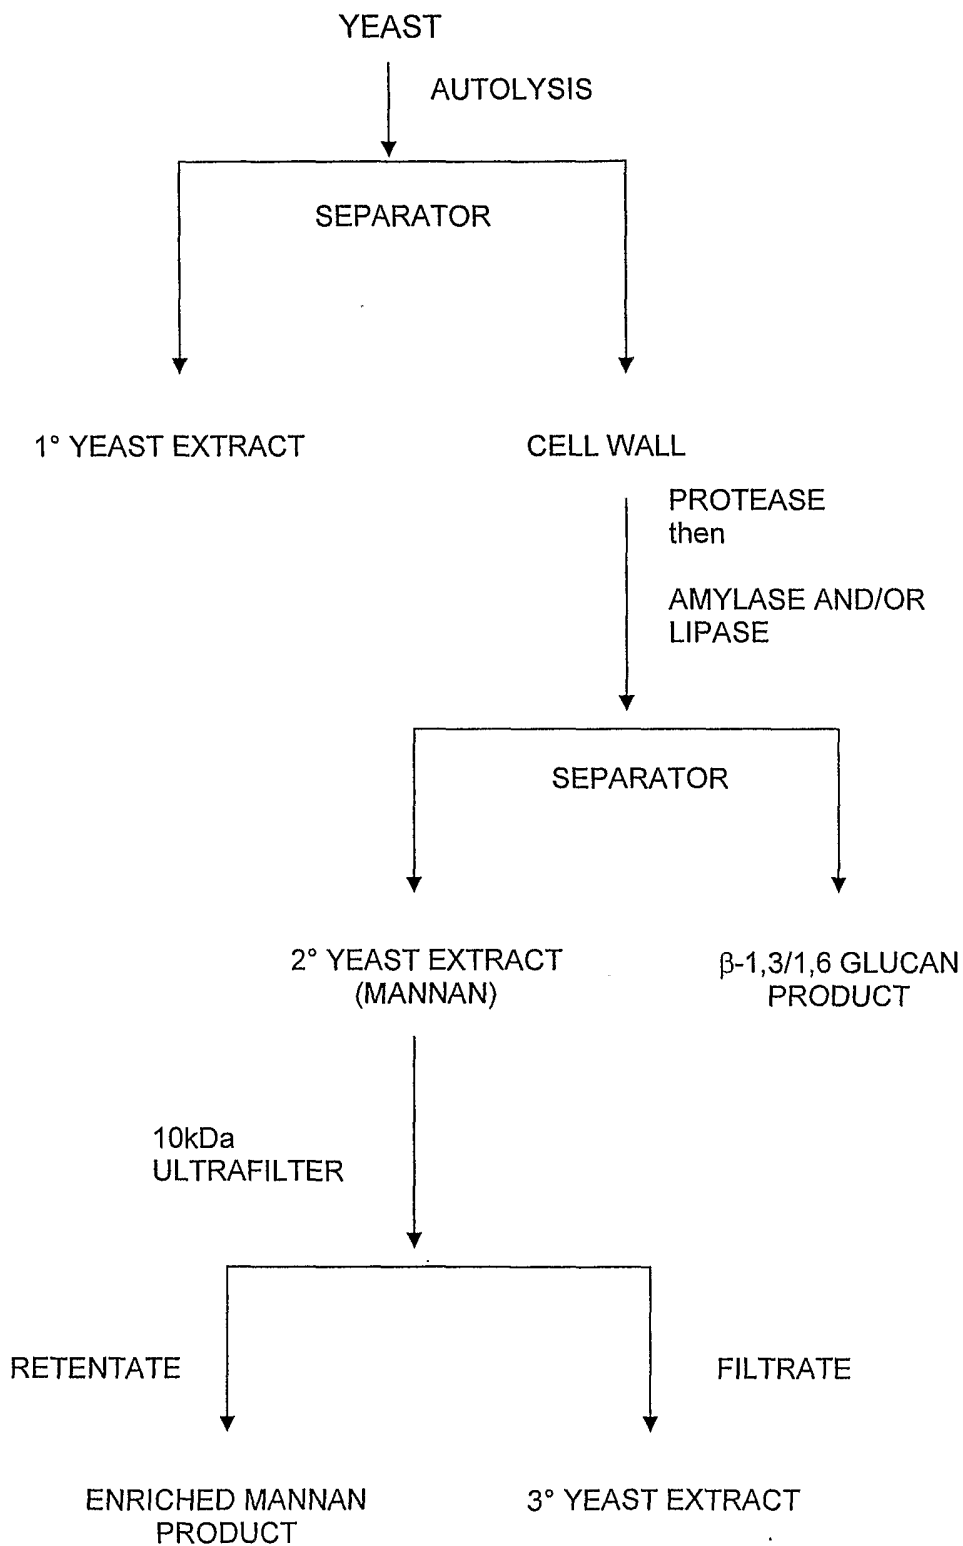 YEAST
AUTOLYSIS
SEPARATOR
1° YEAST EXTRACT
CELL WALL
PROTEASE
then
AMYLASE AND/OR
LIPASE
SEPARATOR
2° YEAST EXTRACT
(MANNAN)
β-1,3/1,6 GLUCAN
PRODUCT
10kDa
ULTRAFILTER
RETENTATE
FILTRATE
ENRICHED MANNAN
PRODUCT
3° YEAST EXTRACT